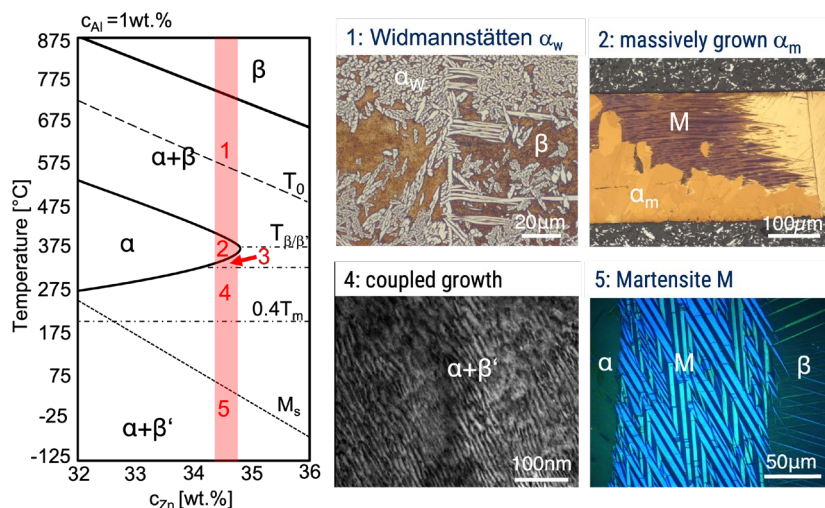 c_Al =1wt.%
Temperature [°C]
875
775
675
575
475
375
275
175
75
-25
-125
β
α+β
1
T_0
α
T_β/β'
2
3
4
0.4T_m
M_s
5
α+β‘
32
33
34
35
36
c_Zn [wt.%]
1: Widmannstätten α_w
α_w
β
20µm
2: massively grown α_m
M
α_m
100µm
4: coupled growth
α+β‘
100nm
5: Martensite M
α
M
β
50µm